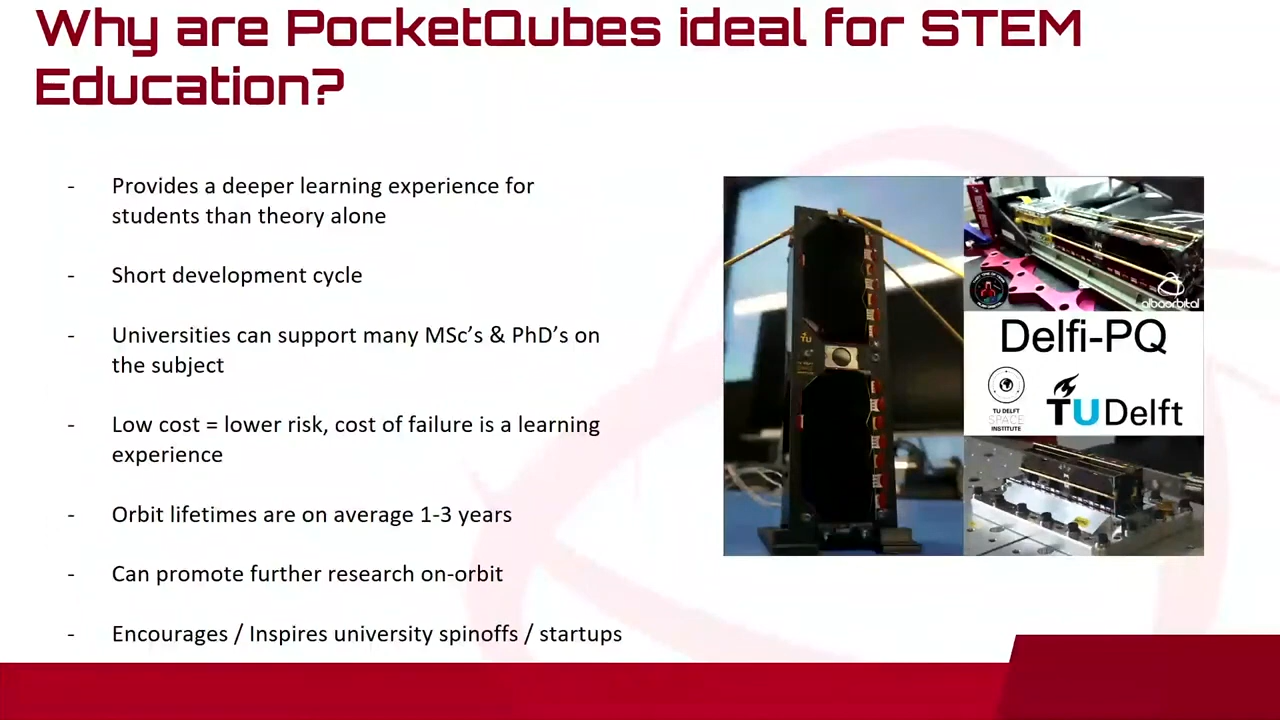 Why are PocketQubes ideal for STEM
Education?
- Provides a deeper learning experience for
students than theory alone
- Short development cycle
- Universities can support many MSc’s & PhD’s on
the subject
- Low cost = lower risk, cost of failure is a learning
experience
- Orbit lifetimes are on average 1-3 years
- Can promote further research on-orbit
- Encourages / Inspires university spinoffs / startups
TU
albaorbital
Delfi-PQ
TU DELFT
SPACE
INSTITUTE
TU Delft